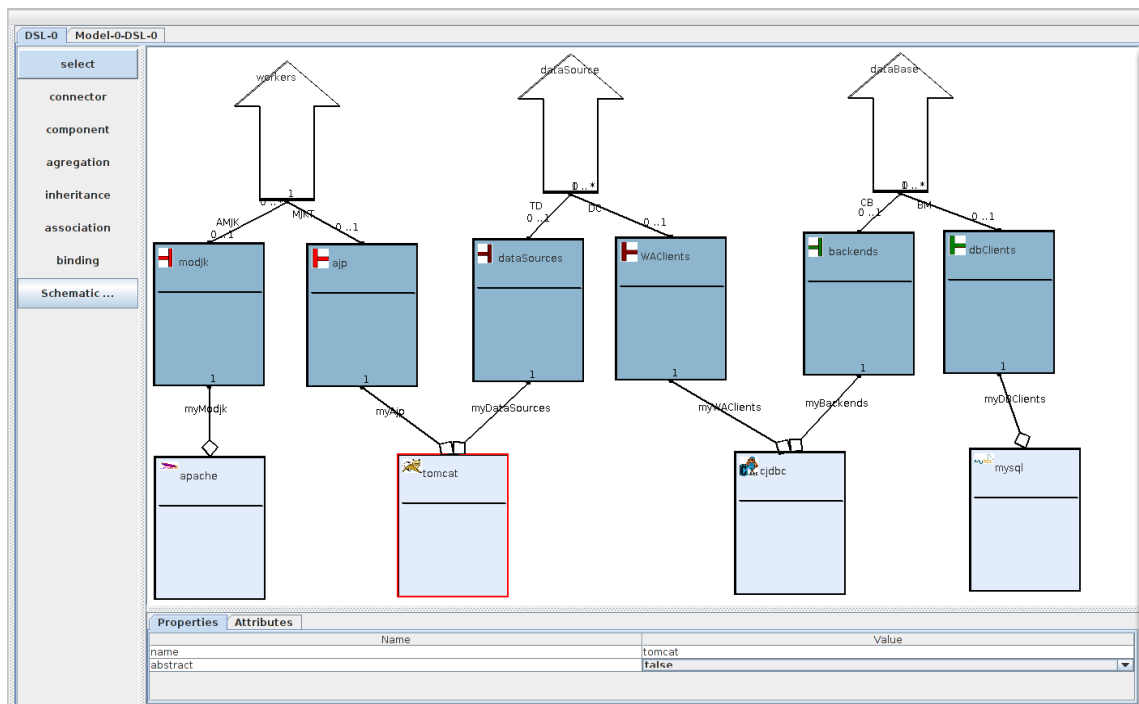 DSL-0 Model-0-DSL-0
select
connector
component
agregation
inheritance
association
binding
Schematic ...
workers
dataSource
dataBase
1
AMJK
MJKT
0 ..1
0 ..1
TD
DC
0 ..1
0 ..1
CB
BM
0 ..1
0 ..1
modjk
ajp
dataSources
WAClients
backends
dbClients
1
1
1
1
1
1
myModjk
myAjp
myDataSources
myWAClients
myBackends
myDBClients
apache
tomcat
cjdbc
mysql
Properties Attributes
Name Value
name tomcat
abstract false